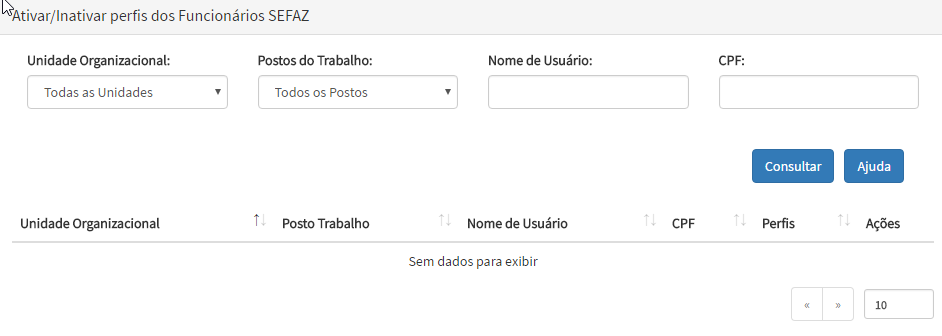 Ativar/Inativar perfis dos Funcionários SEFAZ
Unidade Organizacional: Postos do Trabalho: Nome de Usuário: CPF:
Todas as Unidades Todos os Postos
Consultar Ajuda
Unidade Organizacional Posto Trabalho Nome de Usuário CPF Perfis Ações
Sem dados para exibir
« » 10